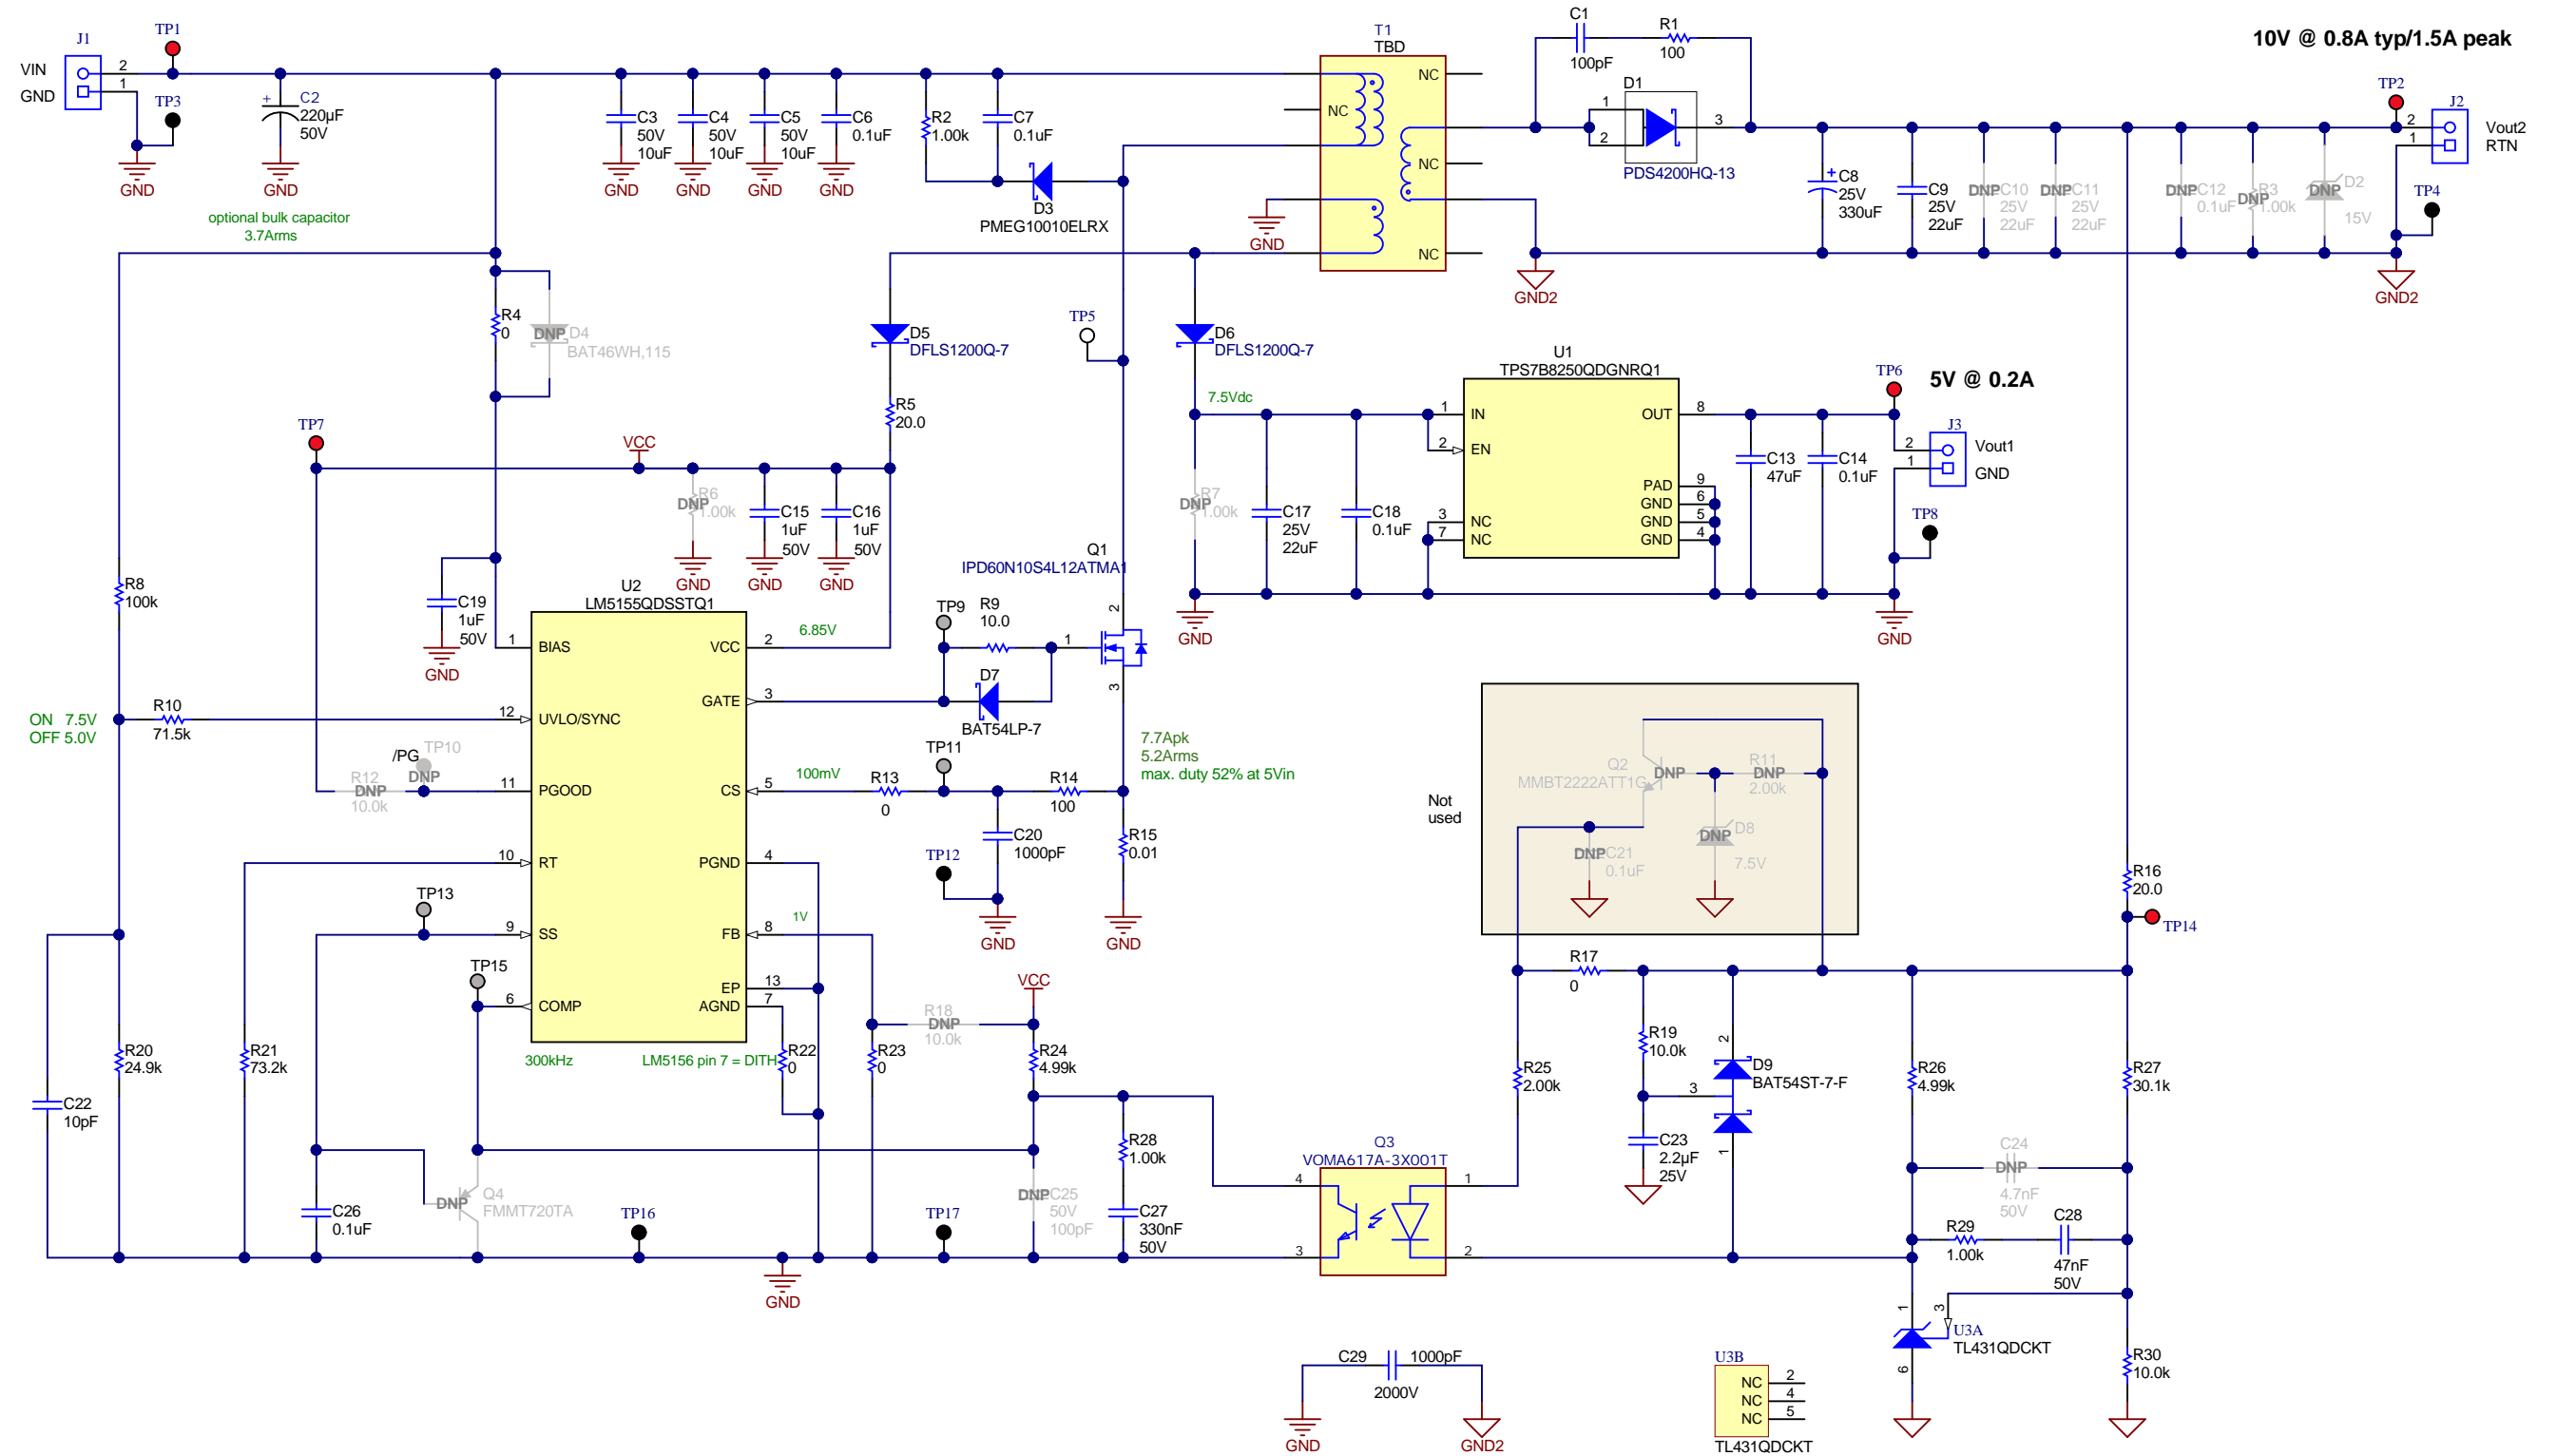 10V @ 0.8A typ/1.5A peak
J1
TP1
VIN
GND
2
1
TP3
GND
C2
220µF
50V
+
GND
optional bulk capacitor
3.7Arms
C3
50V
10uF
GND
C4
50V
10uF
GND
C5
50V
10uF
GND
C6
0.1uF
GND
R2
1.00k
C7
0.1uF
D3
PMEG10010ELRX
T1
TBD
NC
NC
NC
NC
GND
C1
100pF
R1
100
D1
1
2
3
PDS4200HQ-13
GND2
C8
25V
330uF
+
C9
25V
22uF
DNP
C10
25V
22uF
DNP
C11
25V
22uF
DNP
C12
0.1uF
DNP
R3
1.00k
DNP
D2
15V
TP2
J2
2
1
Vout2
RTN
TP4
GND2
R4
0
DNP
D4
BAT46WH,115
D5
DFLS1200Q-7
R5
20.0
TP5
D6
DFLS1200Q-7
7.5Vdc
U1
TPS7B8250QDGNRQ1
1
IN
2
EN
3
NC
7
NC
OUT
8
PAD
9
GND
6
GND
5
GND
4
TP6
5V @ 0.2A
J3
2
1
Vout1
GND
C13
47uF
C14
0.1uF
TP8
GND
DNP
R7
1.00k
C17
25V
22uF
C18
0.1uF
GND
TP7
VCC
DNP
R6
1.00k
GND
C15
1uF
50V
GND
C16
1uF
50V
GND
R8
100k
C19
1uF
50V
GND
U2
LM5155QDSSTQ1
1
BIAS
12
UVLO/SYNC
11
PGOOD
10
RT
9
SS
6
COMP
VCC
2
GATE
3
CS
5
PGND
4
FB
8
EP
13
AGND
7
6.85V
100mV
1V
300kHz
LM5156 pin 7 = DITH
Q1
IPD60N10S4L12ATMA1
TP9
R9
10.0
D7
BAT54LP-7
1
2
3
7.7Apk
5.2Arms
max. duty 52% at 5Vin
ON 7.5V
OFF 5.0V
R10
71.5k
/PG
TP10
DNP
R12
DNP
10.0k
R13
0
TP11
R14
100
C20
1000pF
TP12
GND
R15
0.01
GND
Not
used
Q2
MMBT2222ATT1G
DNP
R11
DNP
2.00k
DNP
D8
7.5V
DNP
C21
0.1uF
R16
20.0
TP14
TP13
TP15
VCC
R18
DNP
10.0k
R20
24.9k
R21
73.2k
R22
0
R23
0
R24
4.99k
C22
10pF
C26
0.1uF
DNP
Q4
FMMT720TA
TP16
TP17
GND
DNP
C25
50V
100pF
R28
1.00k
C27
330nF
50V
R17
0
R25
2.00k
R19
10.0k
C23
2.2µF
25V
D9
BAT54ST-7-F
2
3
1
R26
4.99k
R27
30.1k
C24
DNP
4.7nF
50V
R29
1.00k
C28
47nF
50V
Q3
VOMA617A-3X001T
4
3
1
2
1
3
6
U3A
TL431QDCKT
R30
10.0k
C29
1000pF
2000V
GND
GND2
U3B
NC
2
NC
4
NC
5
TL431QDCKT